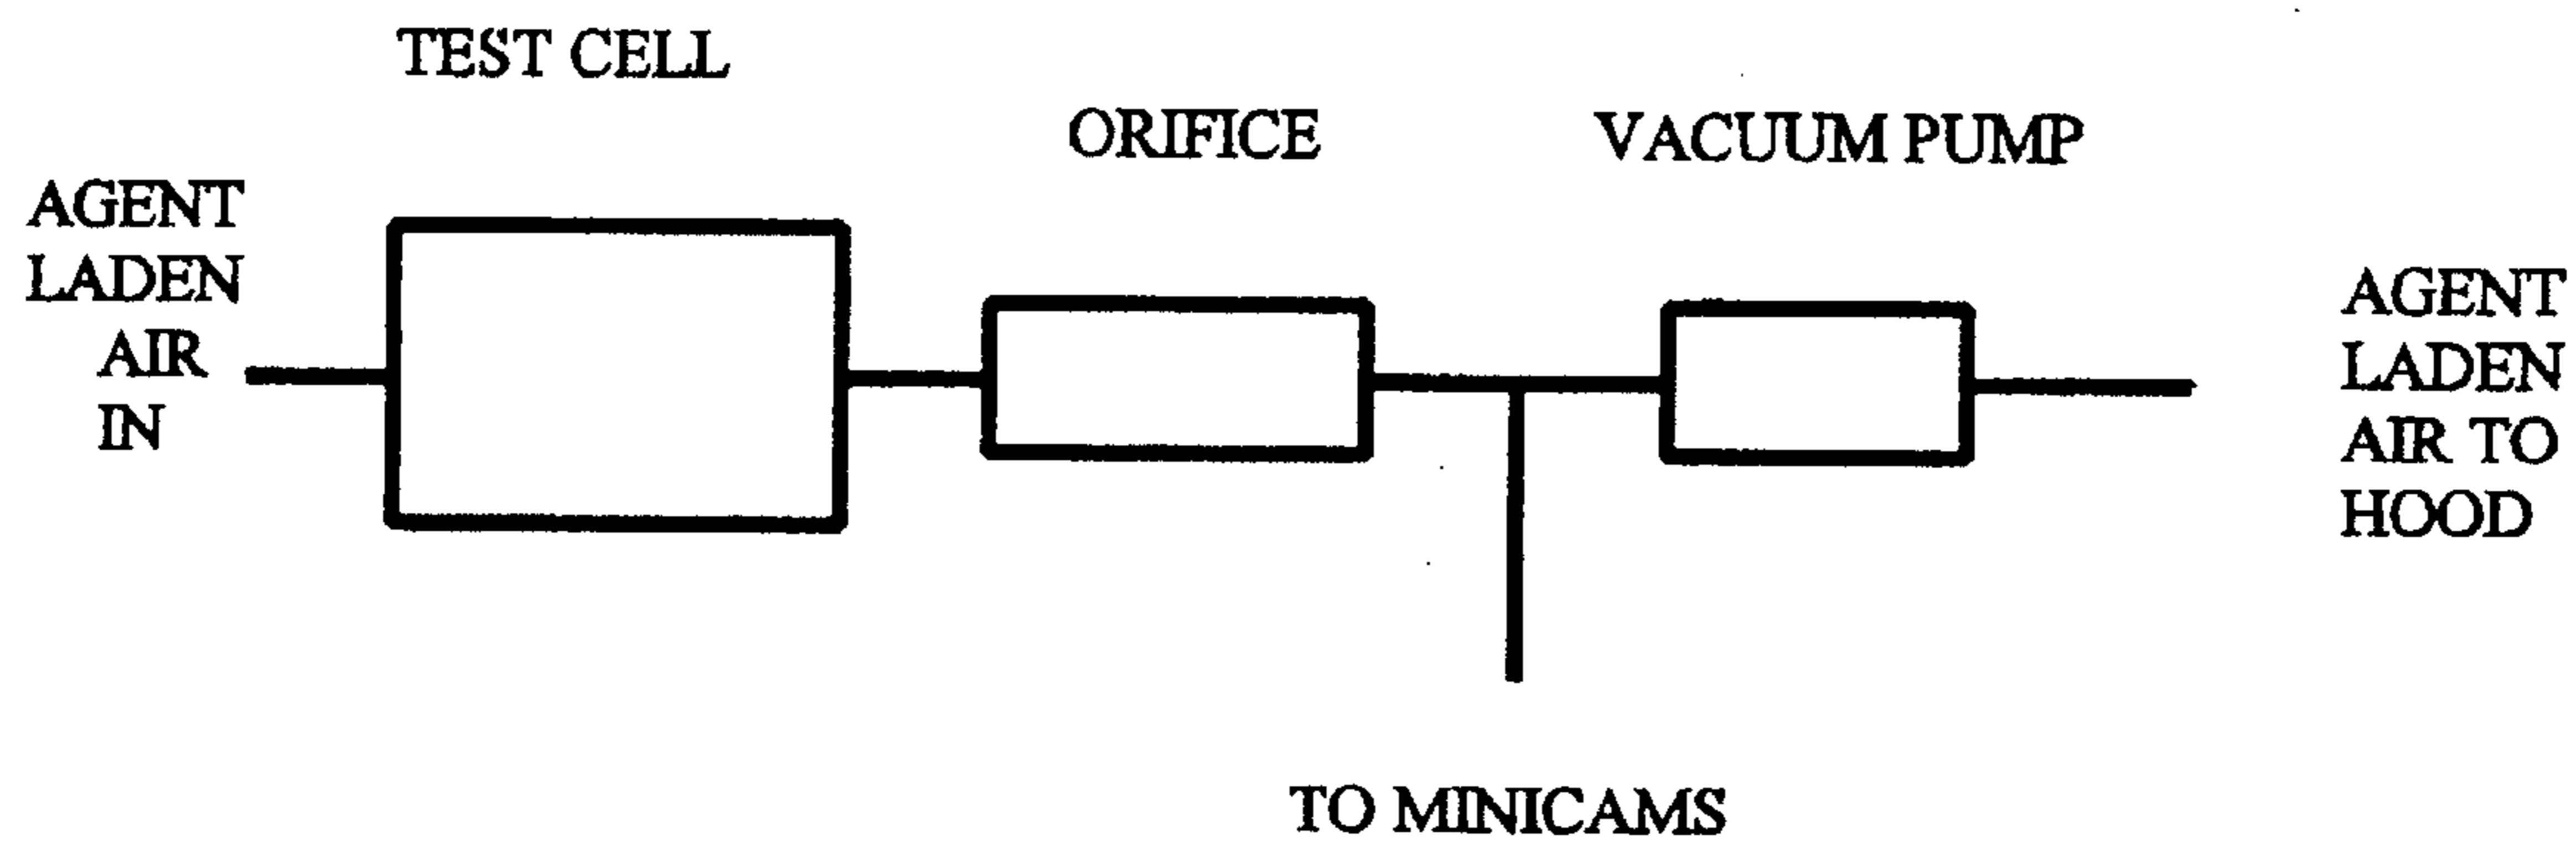 TEST CELL
ORIFICE
VACUUM PUMP
AGENT
LADEN
AIR
IN
AGENT
LADEN
AIR TO
HOOD
TO MINICAMS